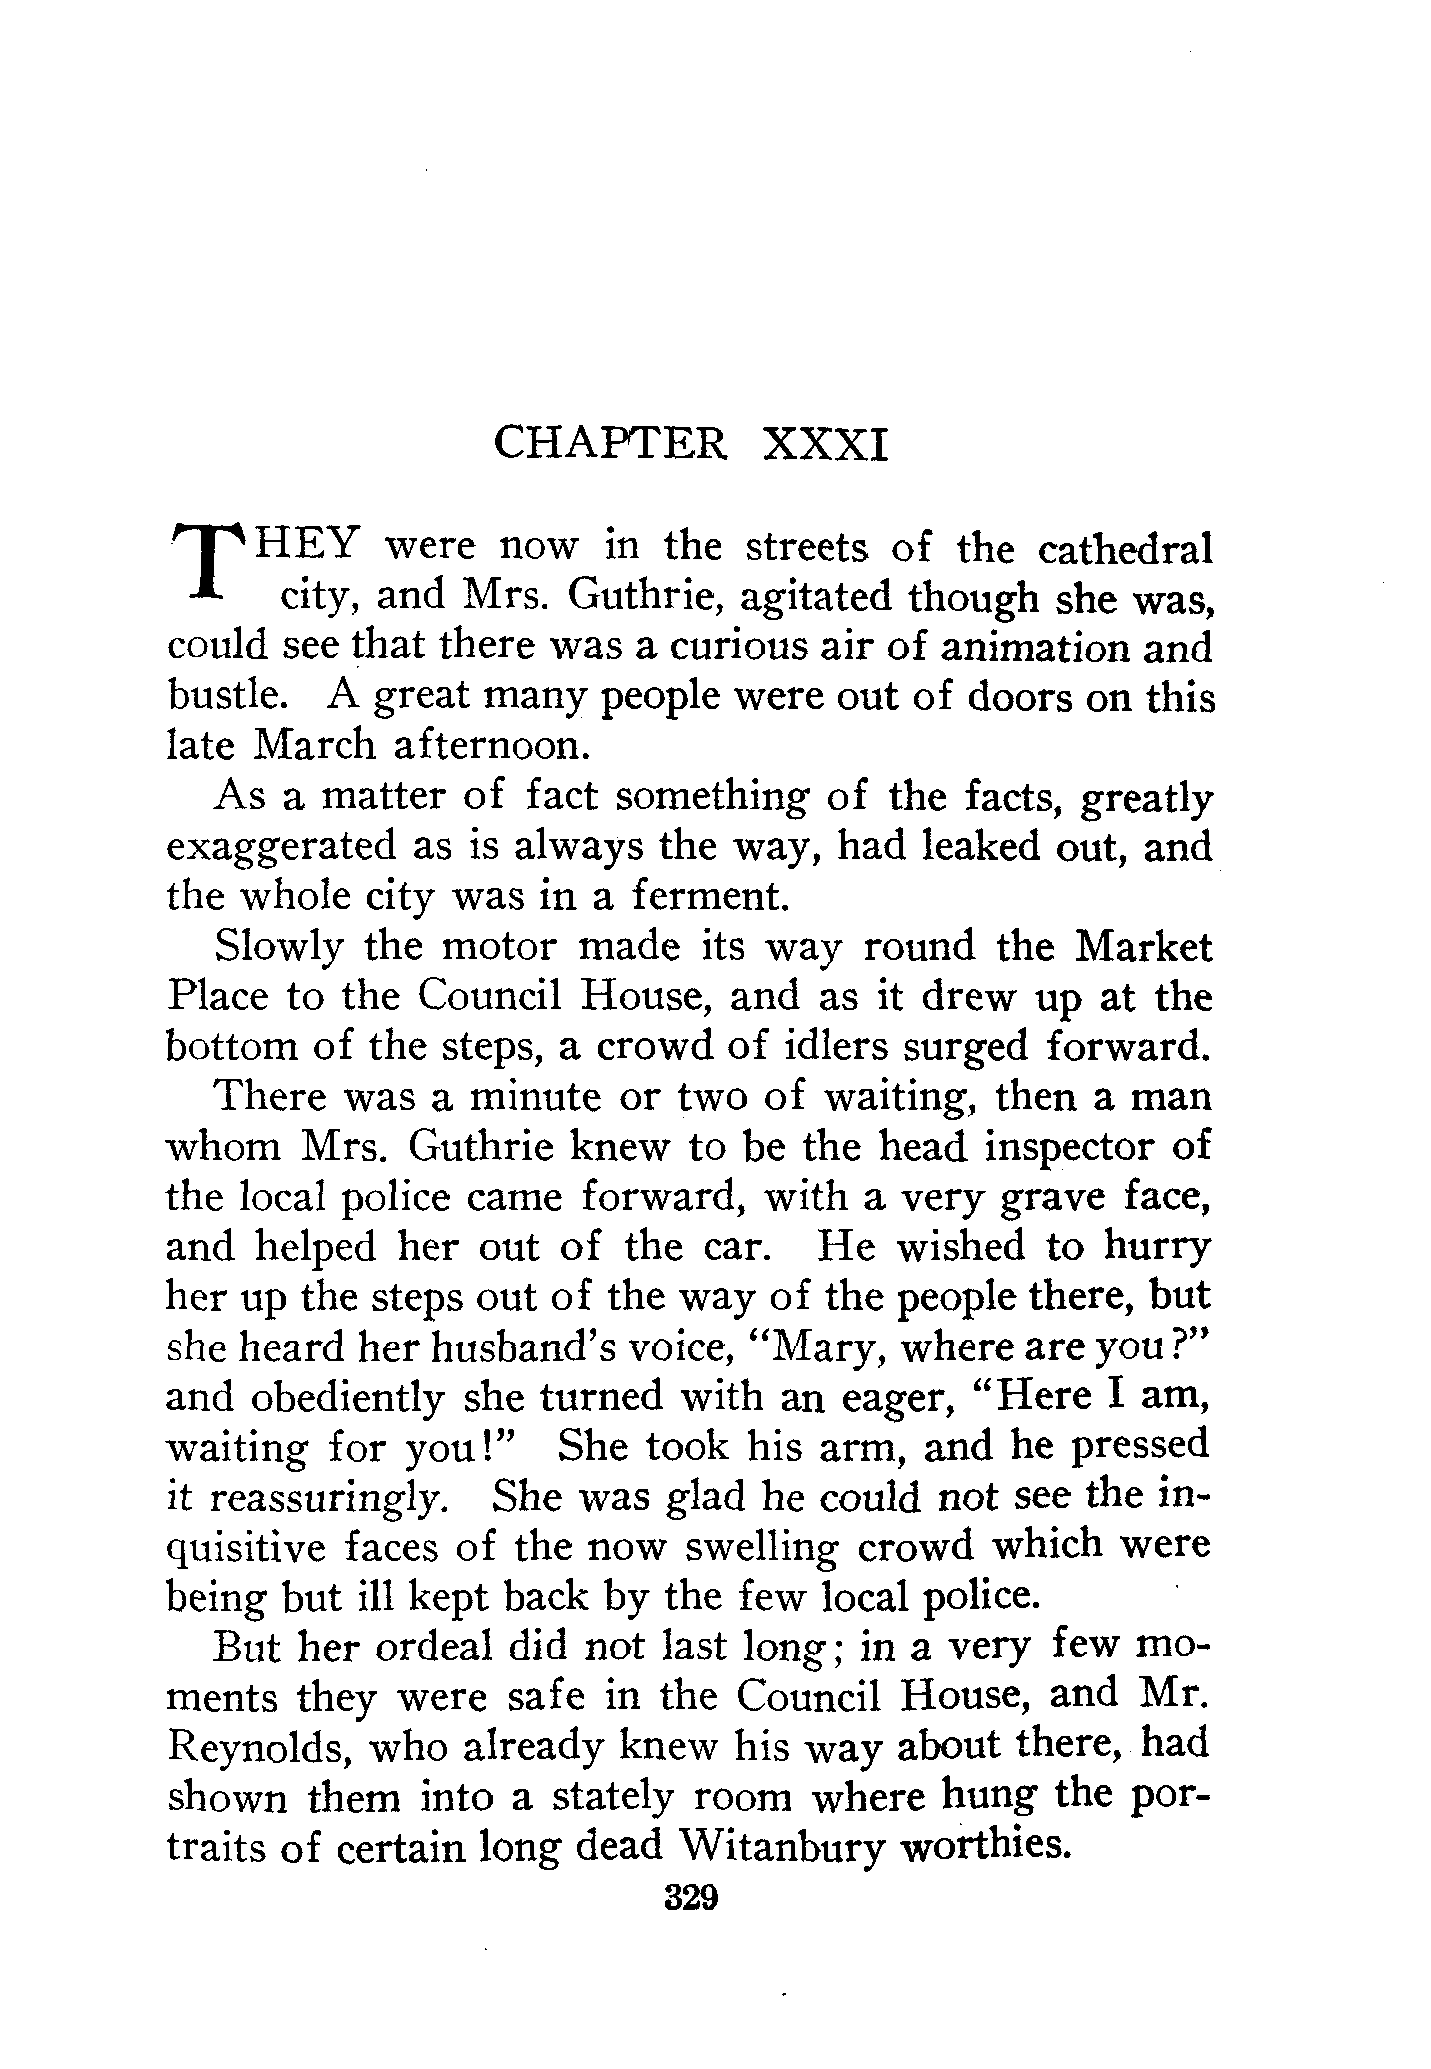 CHAPTER XXXI
THEY were now in the streets of the cathedral
city, and Mrs. Guthrie, agitated though she was,
could see that there was a curious air of animation and
bustle. A great many people were out of doors on this
late March afternoon.
As a matter of fact something of the facts, greatly
exaggerated as is always the way, had leaked out, and
the whole city was in a ferment.
Slowly the motor made its way round the Market
Place to the Council House, and as it drew up at the
bottom of the steps, a crowd of idlers surged forward.
There was a minute or two of waiting, then a man
whom Mrs. Guthrie knew to be the head inspector of
the local police came forward, with a very grave face,
and helped her out of the car. He wished to hurry
her up the steps out of the way of the people there, but
she heard her husband's voice, "Mary, where are you?"
and obediently she turned with an eager, "Here I am,
waiting for you!" She took his arm, and he pressed
it reassuringly. She was glad he could not see the in-
quisitive faces of the now swelling crowd which were
being but ill kept back by the few local police.
But her ordeal did not last long; in a very few mo-
ments they were safe in the Council House, and Mr.
Reynolds, who already knew his way about there, had
shown them into a stately room where hung the por-
traits of certain long dead Witanbury worthies.
329